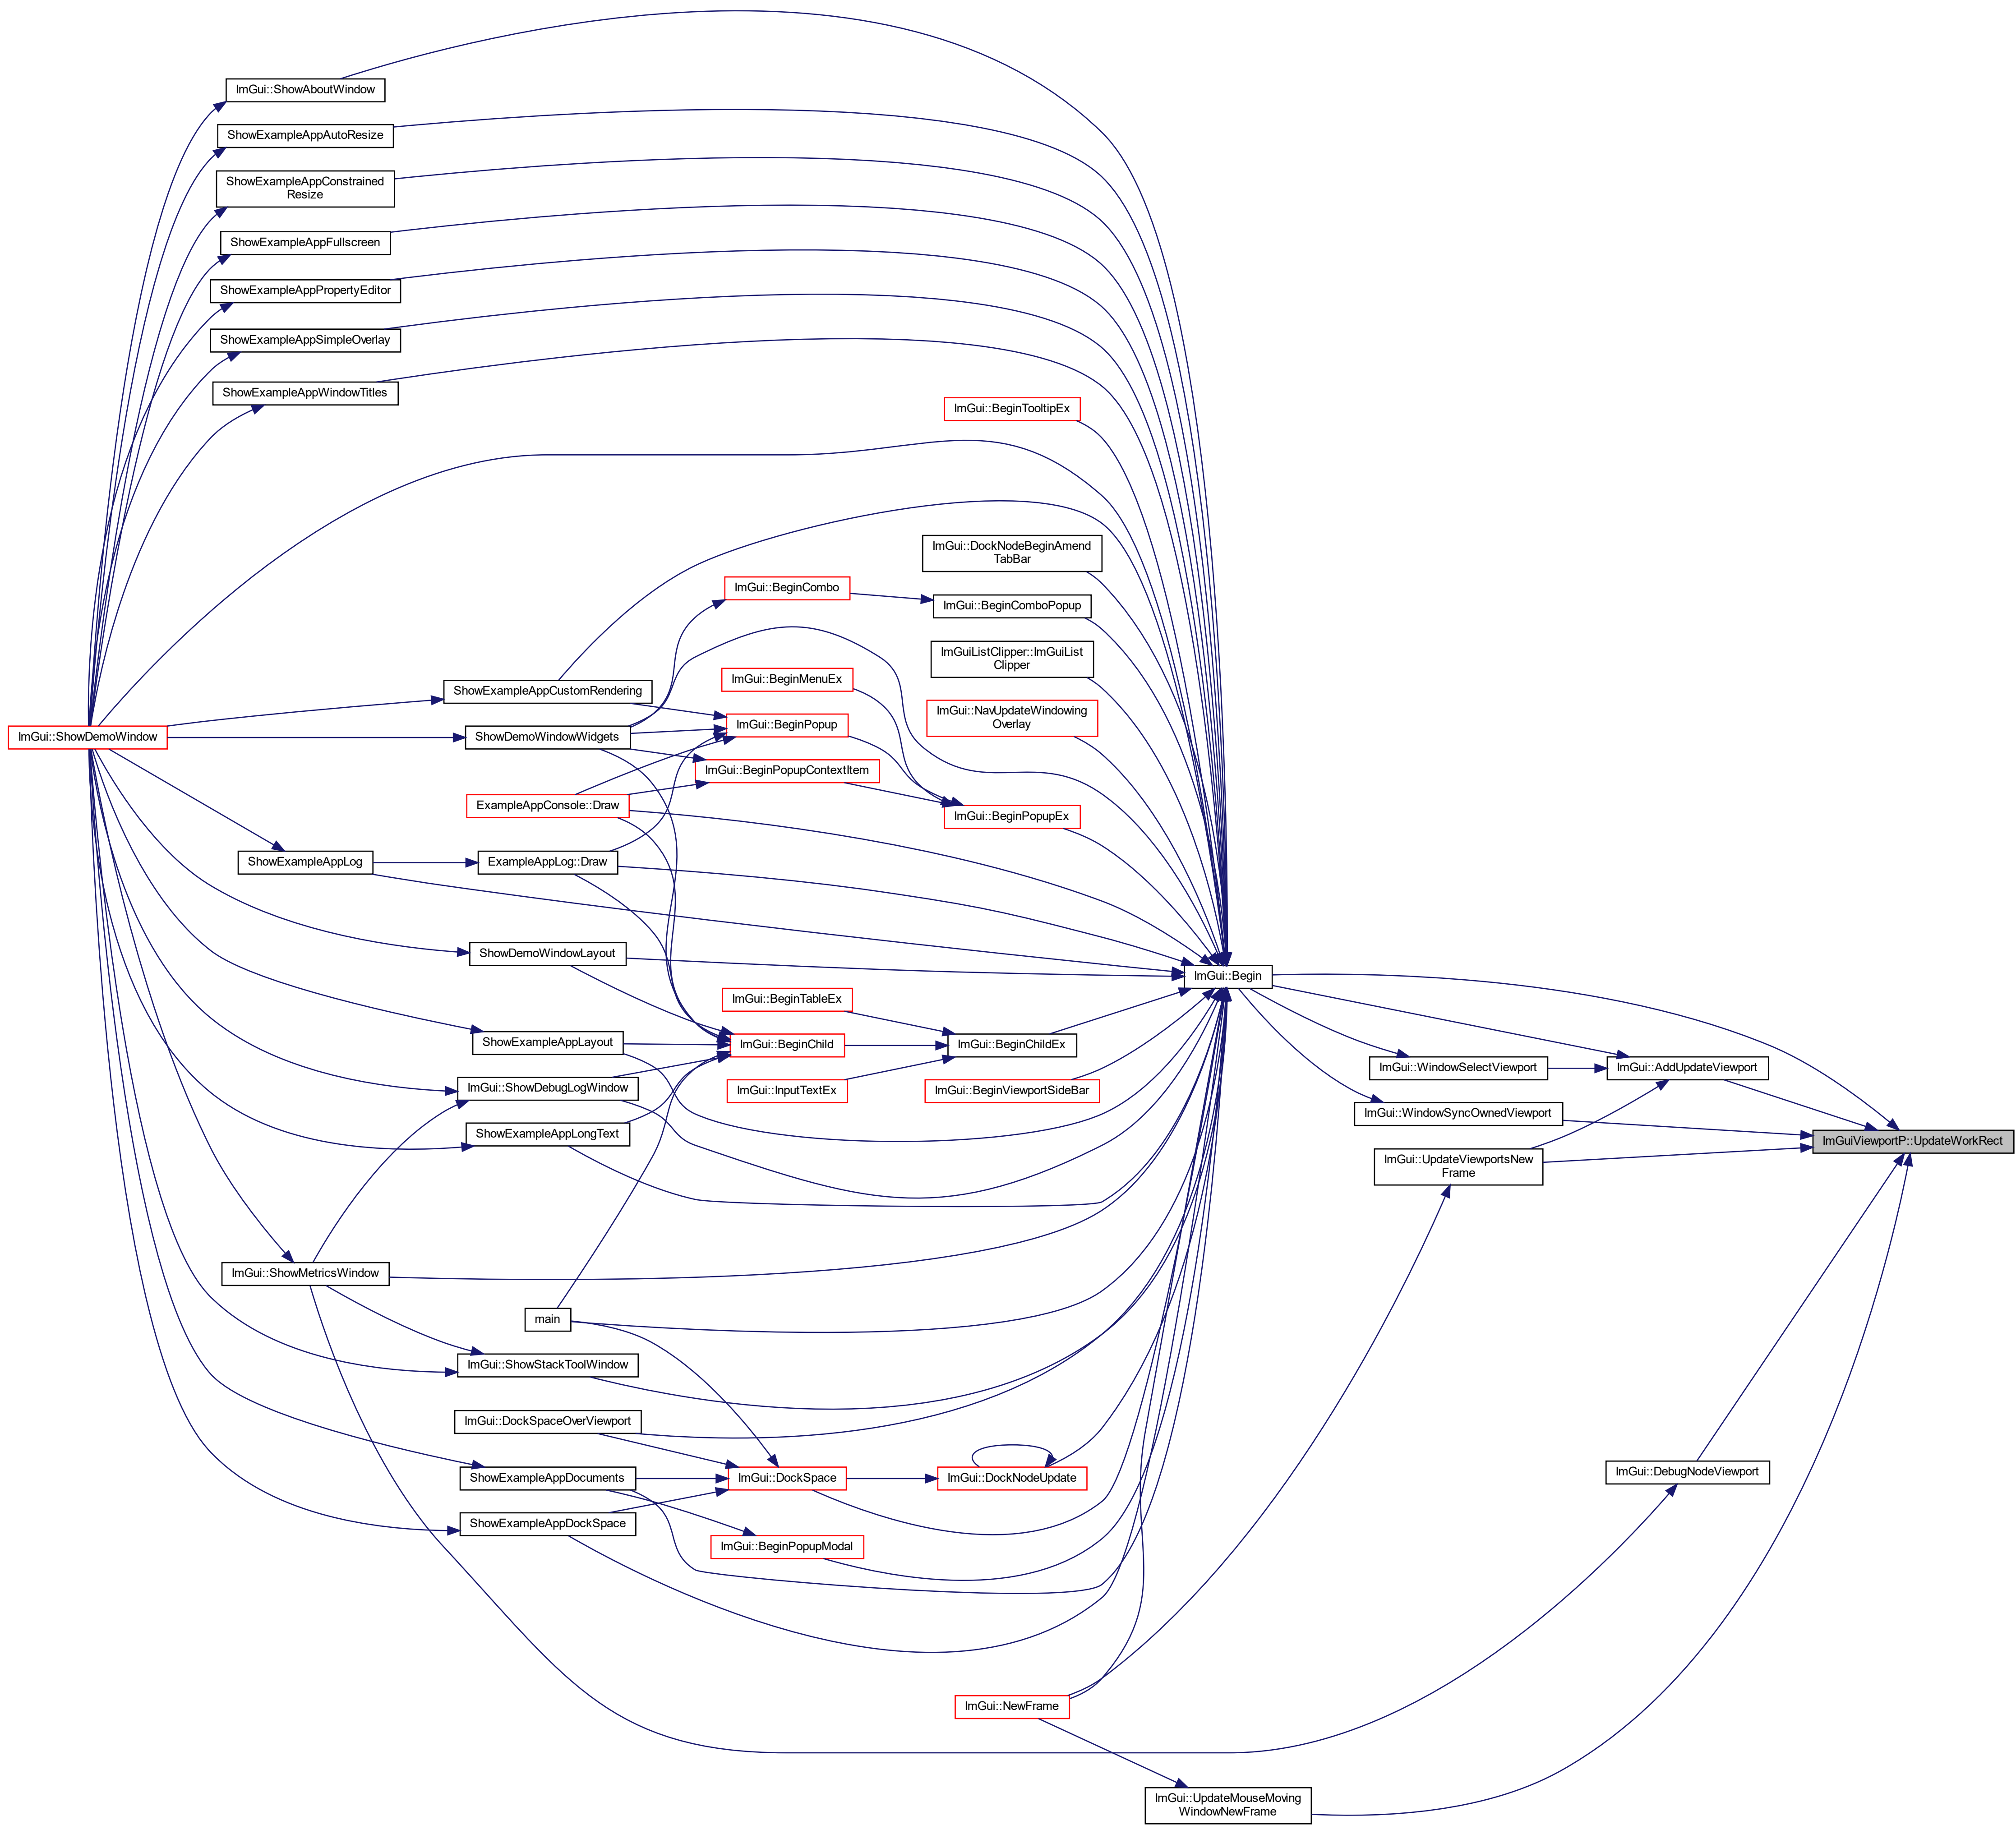 ImGui::ShowAboutWindow
ShowExampleAppAutoResize
ShowExampleAppConstrained
Resize
ShowExampleAppFullscreen
ShowExampleAppPropertyEditor
ShowExampleAppSimpleOverlay
ShowExampleAppWindowTitles
ImGui::BeginTooltipEx
ImGui::DockNodeBeginAmend
TabBar
ImGui::BeginCombo
ImGui::BeginComboPopup
ImGuiListClipper::ImGuiList
Clipper
ImGui::BeginMenuEx
ShowExampleAppCustomRendering
ImGui::NavUpdateWindowing
Overlay
ImGui::BeginPopup
ImGui::ShowDemoWindow
ShowDemoWindowWidgets
ImGui::BeginPopupContextItem
ExampleAppConsole::Draw
ImGui::BeginPopupEx
ShowExampleAppLog
ExampleAppLog::Draw
ShowDemoWindowLayout
ImGui::Begin
ImGui::BeginTableEx
ShowExampleAppLayout
ImGui::BeginChild
ImGui::BeginChildEx
ImGui::WindowSelectViewport
ImGui::AddUpdateViewport
ImGui::ShowDebugLogWindow
ImGui::InputTextEx
ImGui::BeginViewportSideBar
ImGui::WindowSyncOwnedViewport
ShowExampleAppLongText
ImGuiViewportP::UpdateWorkRect
ImGui::UpdateViewportsNew
Frame
ImGui::ShowMetricsWindow
main
ImGui::ShowStackToolWindow
ImGui::DockSpaceOverViewport
ShowExampleAppDocuments
ImGui::DockSpace
ImGui::DockNodeUpdate
ImGui::DebugNodeViewport
ShowExampleAppDockSpace
ImGui::BeginPopupModal
ImGui::NewFrame
ImGui::UpdateMouseMoving
WindowNewFrame